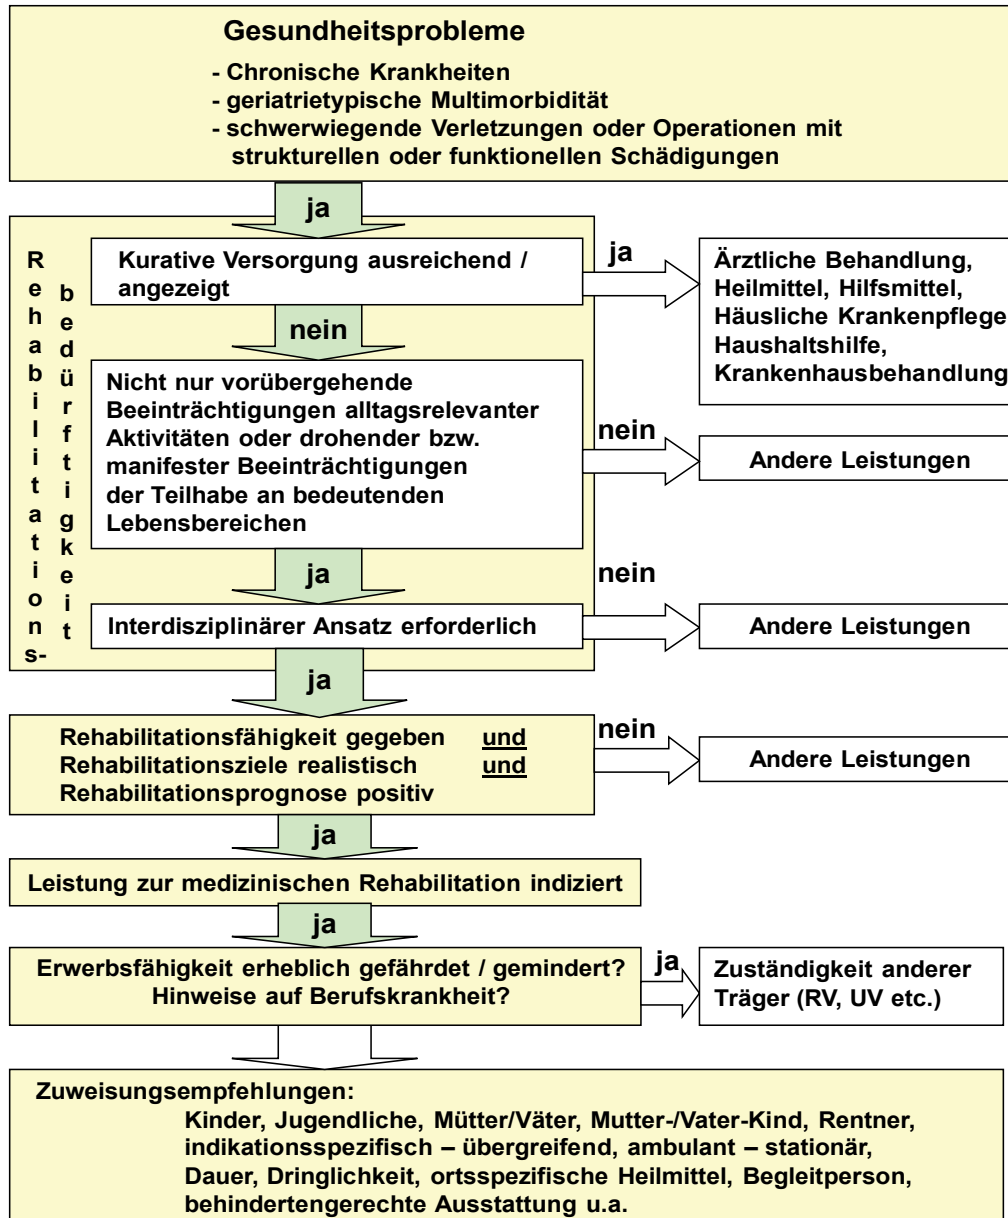 Gesundheitsprobleme
- Chronische Krankheiten
- geriatrietypische Multimorbidität
- schwerwiegende Verletzungen oder Operationen mit
strukturellen oder funktionellen Schädigungen
ja
Rehabilitations-
bedürftigkeit
Kurative Versorgung ausreichend /
angezeigt
ja
Ärztliche Behandlung,
Heilmittel, Hilfsmittel,
Häusliche Krankenpflege
Haushaltshilfe,
Krankenhausbehandlung
nein
Nicht nur vorübergehende
Beeinträchtigungen alltagsrelevanter
Aktivitäten oder drohender bzw.
manifester Beeinträchtigungen
der Teilhabe an bedeutenden
Lebensbereichen
nein
Andere Leistungen
ja
Interdisziplinärer Ansatz erforderlich
nein
Andere Leistungen
ja
Rehabilitationsfähigkeit gegeben und
Rehabilitationsziele realistisch und
Rehabilitationsprognose positiv
nein
Andere Leistungen
ja
Leistung zur medizinischen Rehabilitation indiziert
ja
Erwerbsfähigkeit erheblich gefährdet / gemindert?
Hinweise auf Berufskrankheit?
ja
Zuständigkeit anderer
Träger (RV, UV etc.)
Zuweisungsempfehlungen:
Kinder, Jugendliche, Mütter/Väter, Mutter-/Vater-Kind, Rentner,
indikationsspezifisch – übergreifend, ambulant – stationär,
Dauer, Dringlichkeit, ortsspezifische Heilmittel, Begleitperson,
behindertengerechte Ausstattung u.a.